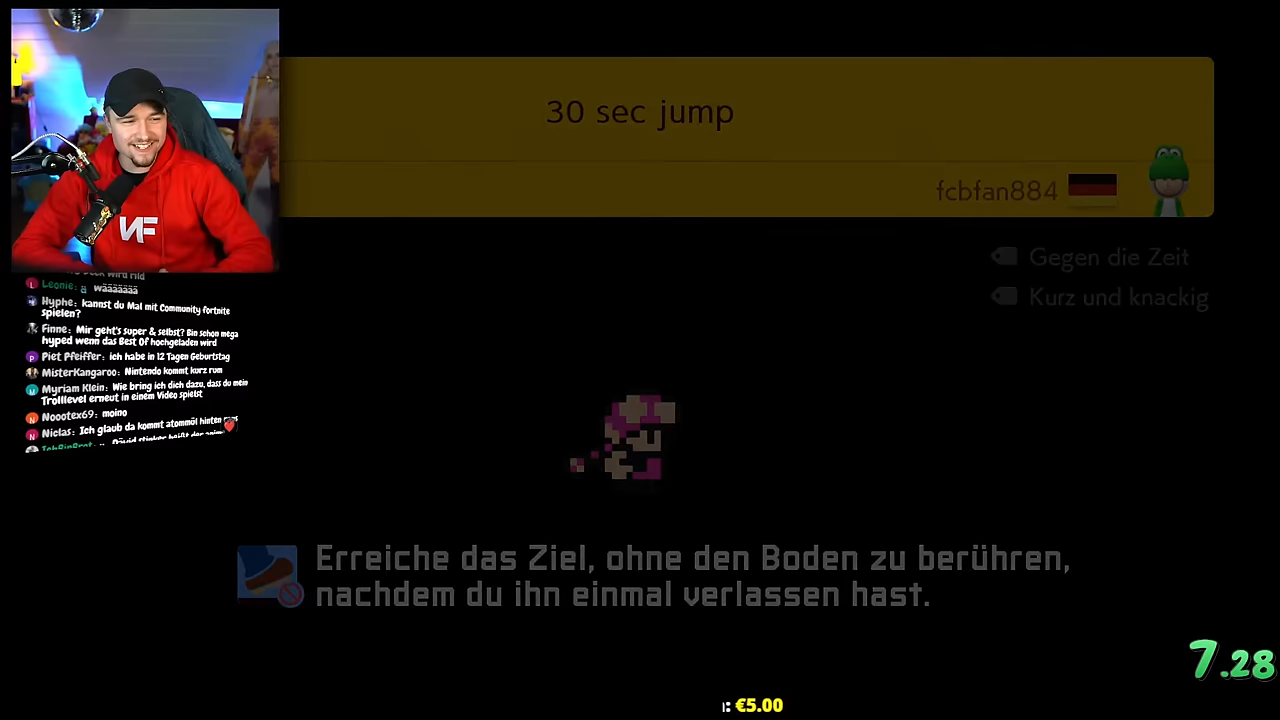 30 sec jump
fcbfan884
Gegen die Zeit
Kurz und knackig
NF
Leonie: wääääää
Hyphe: kannst du Mal mit Community fortnite
spielen?
Finne: Mir geht's super & selbst? Bin schon mega
hyped wenn das Best Of hochgeladen wird
Piet Pfeiffer: ich habe in 12 Tagen Geburtstag
MisterKangaroo: Nintendo kommt kurz rum
Myriam Klein: Wie bring ich dich dazu, dass du mein
Trolllevel erneut in einem Video spielst
Noootex69: moino
Niclas: Ich glaub da kommt atommöl hinten
Erreiche das Ziel, ohne den Boden zu berühren,
nachdem du ihn einmal verlassen hast.
7.28
: €5.00